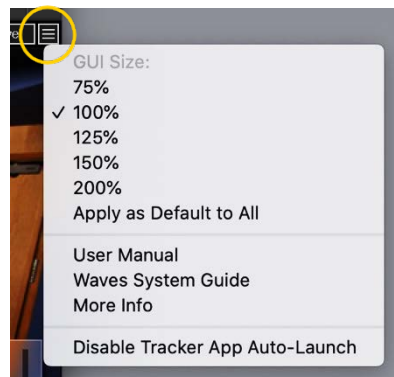 GUI Size:
75%
✓ 100%
125%
150%
200%
Apply as Default to All
User Manual
Waves System Guide
More Info
Disable Tracker App Auto-Launch